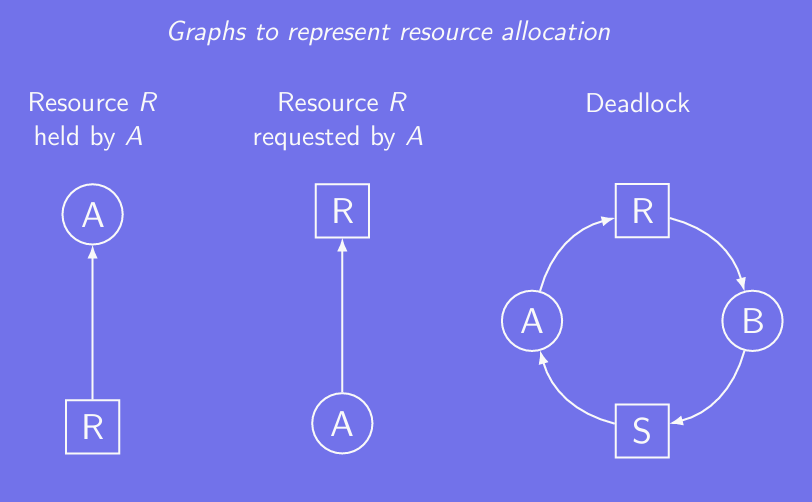 Graphs to represent resource allocation
Resource R
held by A
Resource R
requested by A
Deadlock
A
R
R
A
R
A
B
S